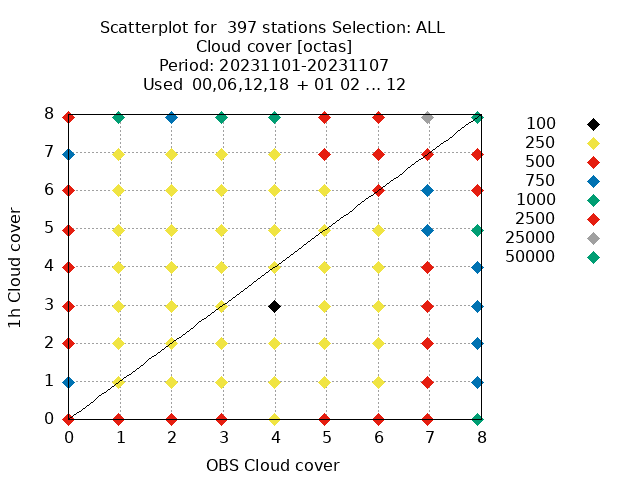 Scatterplot for  397 stations Selection: ALL
Cloud cover [octas]
Period: 20231101-20231107
Used  00,06,12,18 + 01 02 ... 12
8
7
6
5
4
3
2
1
0
0 1 2 3 4 5 6 7 8
1h Cloud cover
OBS Cloud cover
100
250
500
750
1000
2500
25000
50000